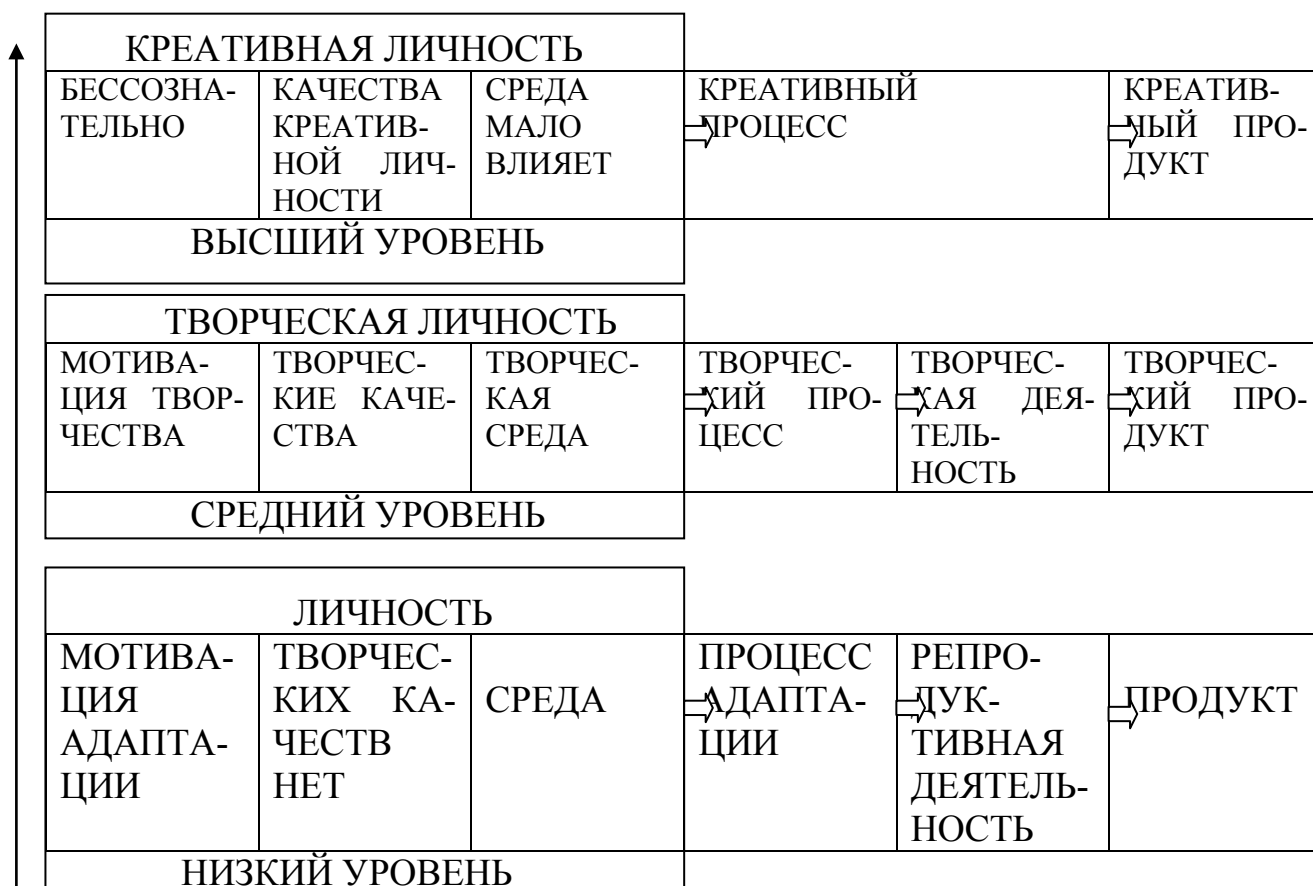 КРЕАТИВНАЯ ЛИЧНОСТЬ
БЕССОЗНА-
ТЕЛЬНО
КАЧЕСТВА
КРЕАТИВ-
НОЙ ЛИЧ-
НОСТИ
СРЕДА
МАЛО
ВЛИЯЕТ
КРЕАТИВНЫЙ
ПРОЦЕСС
КРЕАТИВ-
НЫЙ ПРО-
ДУКТ
ВЫСШИЙ УРОВЕНЬ
ТВОРЧЕСКАЯ ЛИЧНОСТЬ
МОТИВА-
ЦИЯ ТВОР-
ЧЕСТВА
ТВОРЧЕС-
КИЕ КАЧЕ-
СТВА
ТВОРЧЕС-
КАЯ
СРЕДА
ТВОРЧЕС-
КИЙ ПРО-
ЦЕСС
ТВОРЧЕС-
КАЯ ДЕЯ-
ТЕЛЬ-
НОСТЬ
ТВОРЧЕС-
КИЙ ПРО-
ДУКТ
СРЕДНИЙ УРОВЕНЬ
ЛИЧНОСТЬ
МОТИВА-
ЦИЯ
АДАПТА-
ЦИИ
ТВОРЧЕС-
КИХ КА-
ЧЕСТВ
НЕТ
СРЕДА
ПРОЦЕСС
АДАПТА-
ЦИИ
РЕПРО-
ДУК-
ТИВНАЯ
ДЕЯТЕЛЬ-
НОСТЬ
ПРОДУКТ
НИЗКИЙ УРОВЕНЬ